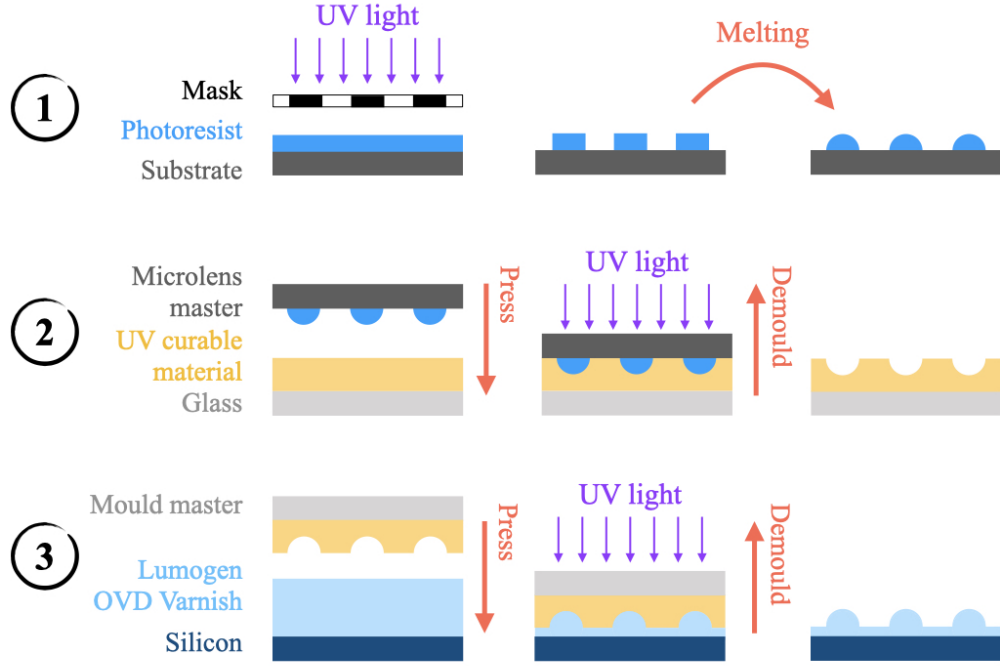 UV light
Melting
1
Mask
Photoresist
Substrate
Microlens
master
UV curable
material
Glass
2
Press
UV light
Demould
3
Mould master
Lumogen
OVD Varnish
Silicon
Press
UV light
Demould